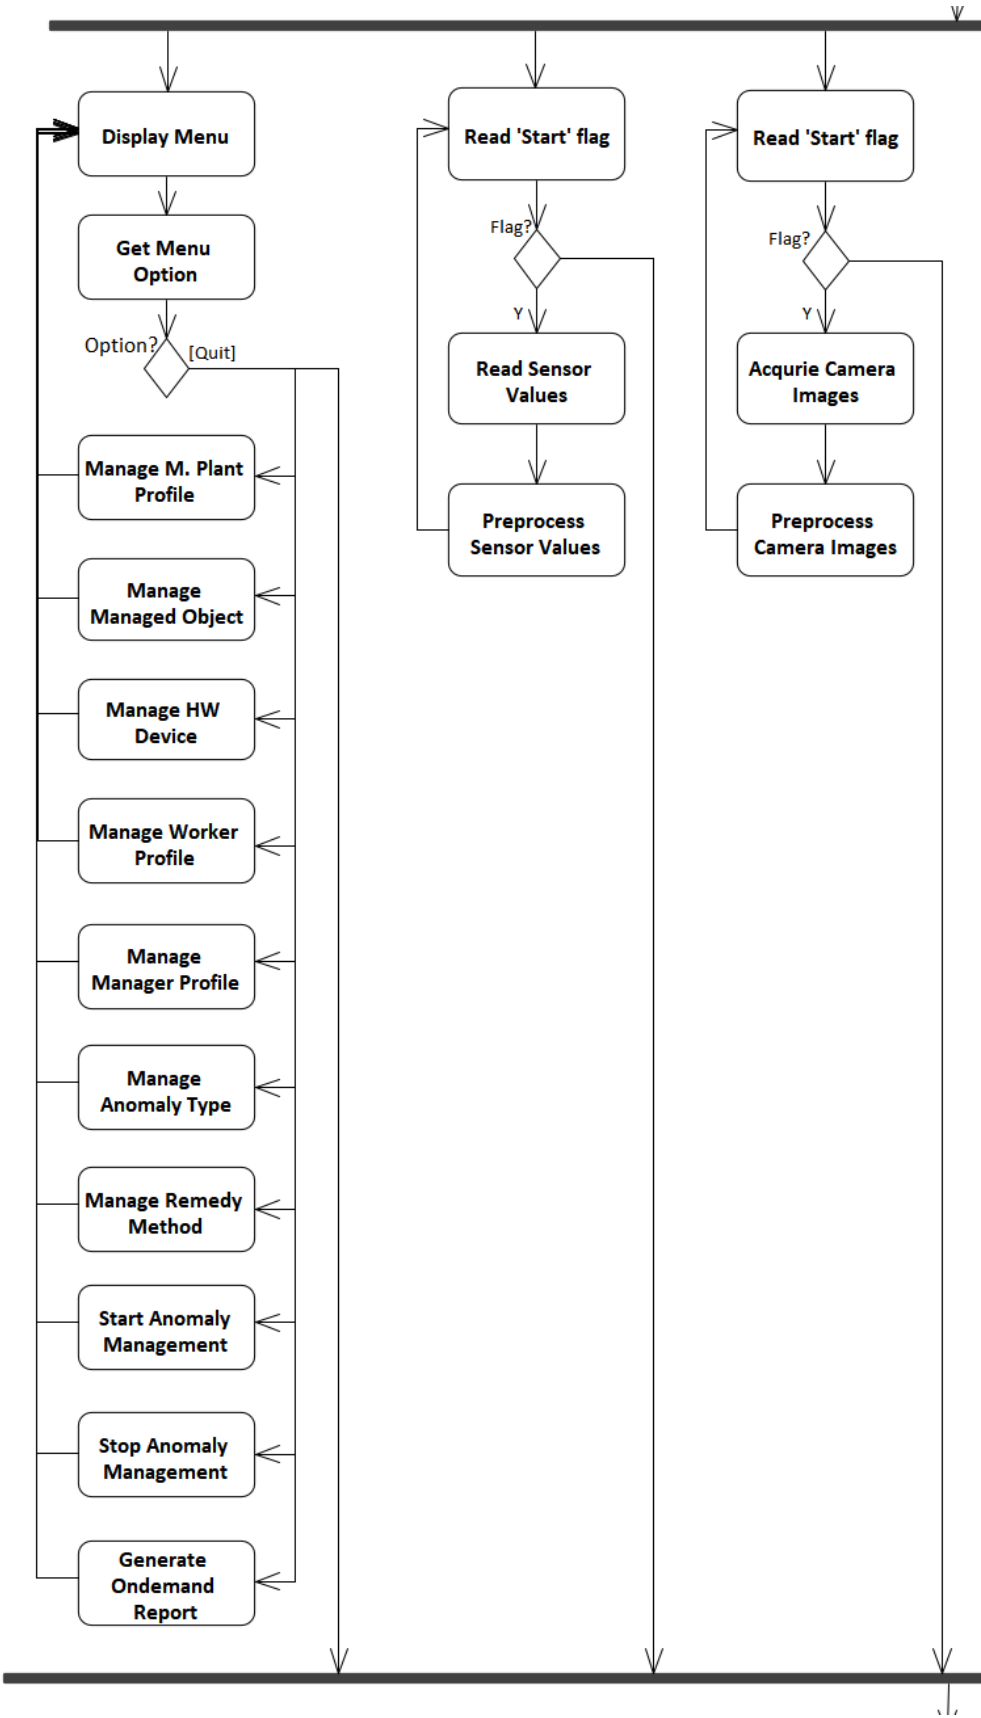 Display Menu
Get Menu
Option
Option?
[Quit]
Manage M. Plant
Profile
Manage
Managed Object
Manage HW
Device
Manage Worker
Profile
Manage
Manager Profile
Manage
Anomaly Type
Manage Remedy
Method
Start Anomaly
Management
Stop Anomaly
Management
Generate
Ondemand
Report
Read 'Start' flag
Flag?
Y
Read Sensor
Values
Preprocess
Sensor Values
Read 'Start' flag
Flag?
Y
Acqurie Camera
Images
Preprocess
Camera Images